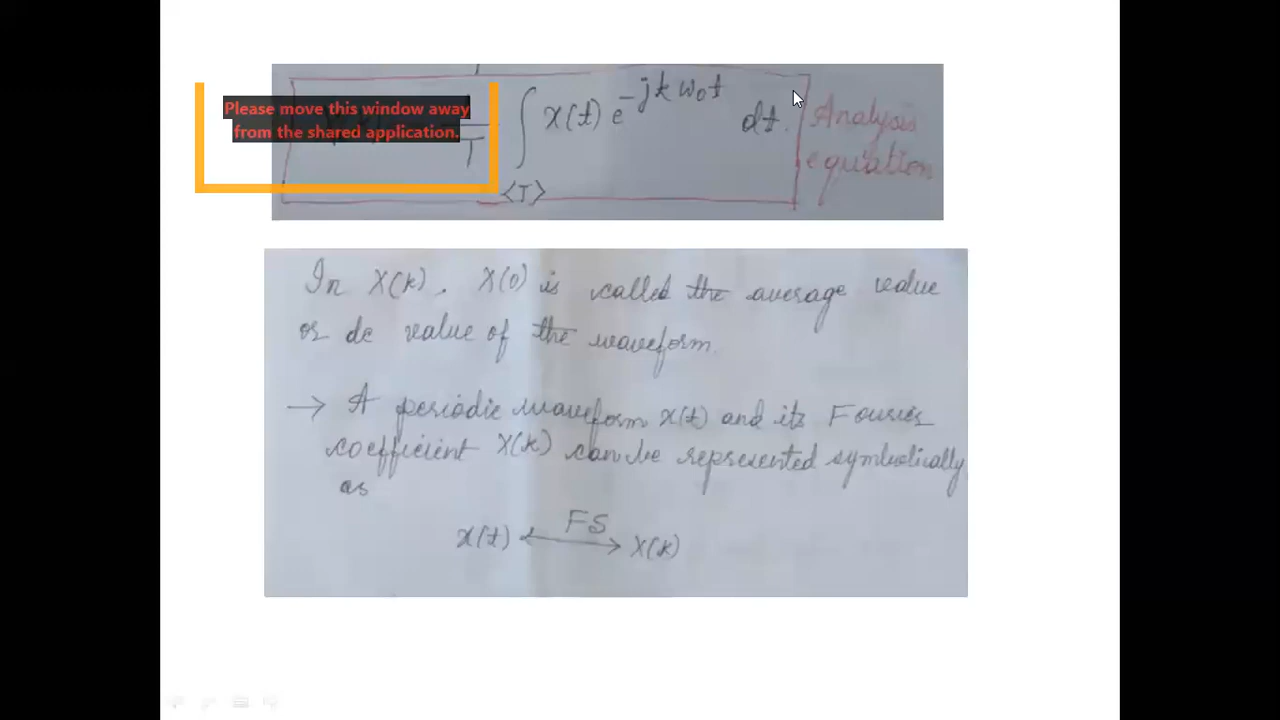 Please move this window away
from the shared application.
1/T ∫<T> x(t) e^-jkω₀t dt.
Analysis
equation
In X(k), X(0) is called the average value
or dc value of the waveform.
→ A periodic waveform x(t) and its Fourier
coefficient X(k) can be represented symbolically
as
x(t) ←FS→ X(k)